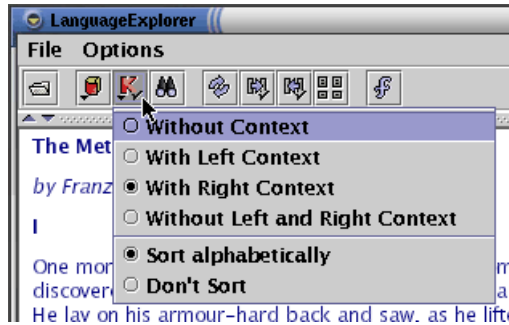 LanguageExplorer
File Options
K
f
Without Context
The Met
With Left Context
by Franz
With Right Context
I
Without Left and Right Context
Sort alphabetically
One mor
discovere
Don't Sort
He lay on his armour-hard back and saw, as he lifte